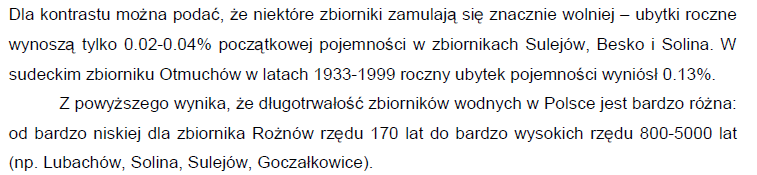 Dla kontrastu można podać, że niektóre zbiorniki zamulają się znacznie wolniej – ubytki roczne
wynoszą tylko 0.02-0.04% początkowej pojemności w zbiornikach Sulejów, Besko i Solina. W
sudeckim zbiorniku Otmuchów w latach 1933-1999 roczny ubytek pojemności wyniósł 0.13%.
Z powyższego wynika, że długotrwałość zbiorników wodnych w Polsce jest bardzo różna:
od bardzo niskiej dla zbiornika Rożnów rzędu 170 lat do bardzo wysokich rzędu 800-5000 lat
(np. Lubachów, Solina, Sulejów, Goczałkowice).